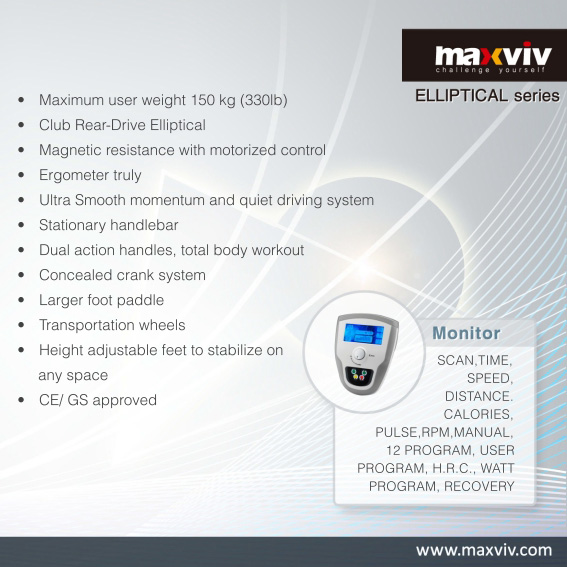 maxviv
challenge yourself
ELLIPTICAL series
• Maximum user weight 150 kg (330lb)
• Club Rear-Drive Elliptical
• Magnetic resistance with motorized control
• Ergometer truly
• Ultra Smooth momentum and quiet driving system
• Stationary handlebar
• Dual action handles, total body workout
• Concealed crank system
• Larger foot paddle
• Transportation wheels
• Height adjustable feet to stabilize on
any space
• CE/ GS approved
Monitor
SCAN,TIME,
SPEED,
DISTANCE.
CALORIES,
PULSE,RPM,MANUAL,
12 PROGRAM, USER
PROGRAM, H.R.C., WATT
PROGRAM, RECOVERY
www.maxviv.com